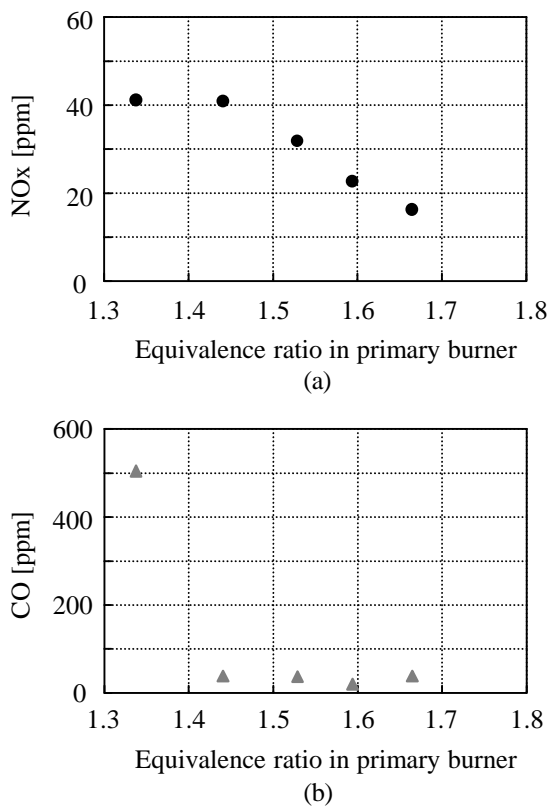 60
40
20
0
NOx [ppm]
1.3 1.4 1.5 1.6 1.7 1.8
Equivalence ratio in primary burner
(a)
600
400
200
0
CO [ppm]
1.3 1.4 1.5 1.6 1.7 1.8
Equivalence ratio in primary burner
(b)